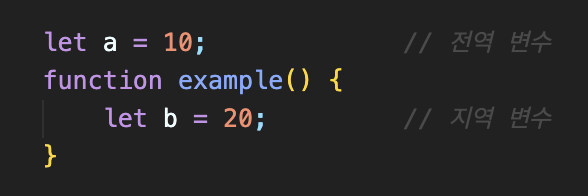 let a = 10; // 전역 변수
function example() {
let b = 20; // 지역 변수
}